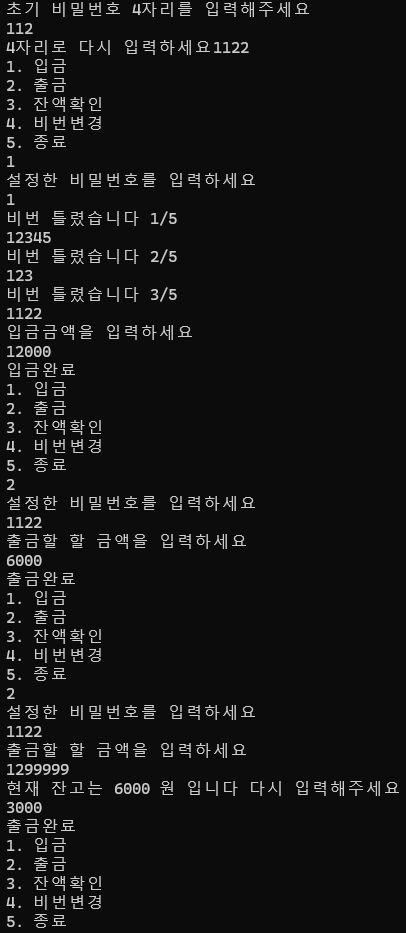 초기 비밀번호 4자리를 입력해주세요
112
4자리로 다시 입력하세요1122
1. 입금
2. 출금
3. 잔액확인
4. 비번변경
5. 종료
1
설정한 비밀번호를 입력하세요
1
비번 틀렸습니다 1/5
12345
비번 틀렸습니다 2/5
123
비번 틀렸습니다 3/5
1122
입금금액을 입력하세요
12000
입금완료
1. 입금
2. 출금
3. 잔액확인
4. 비번변경
5. 종료
2
설정한 비밀번호를 입력하세요
1122
출금할 할 금액을 입력하세요
6000
출금완료
1. 입금
2. 출금
3. 잔액확인
4. 비번변경
5. 종료
2
설정한 비밀번호를 입력하세요
1122
출금할 할 금액을 입력하세요
1299999
현재 잔고는 6000 원 입니다 다시 입력해주세요
3000
출금완료
1. 입금
2. 출금
3. 잔액확인
4. 비번변경
5. 종료